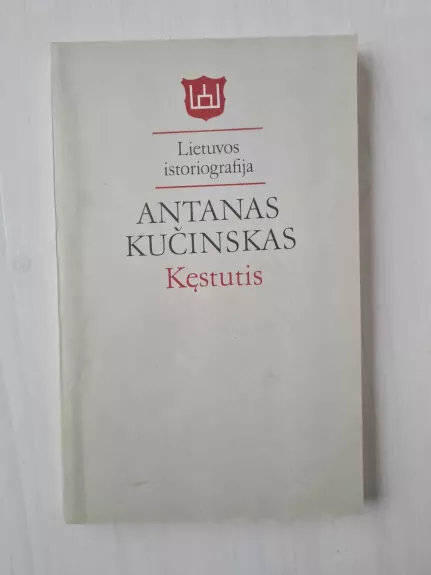 Lietuvos
istoriografija
ANTANAS
KUČINSKAS
Kęstutis